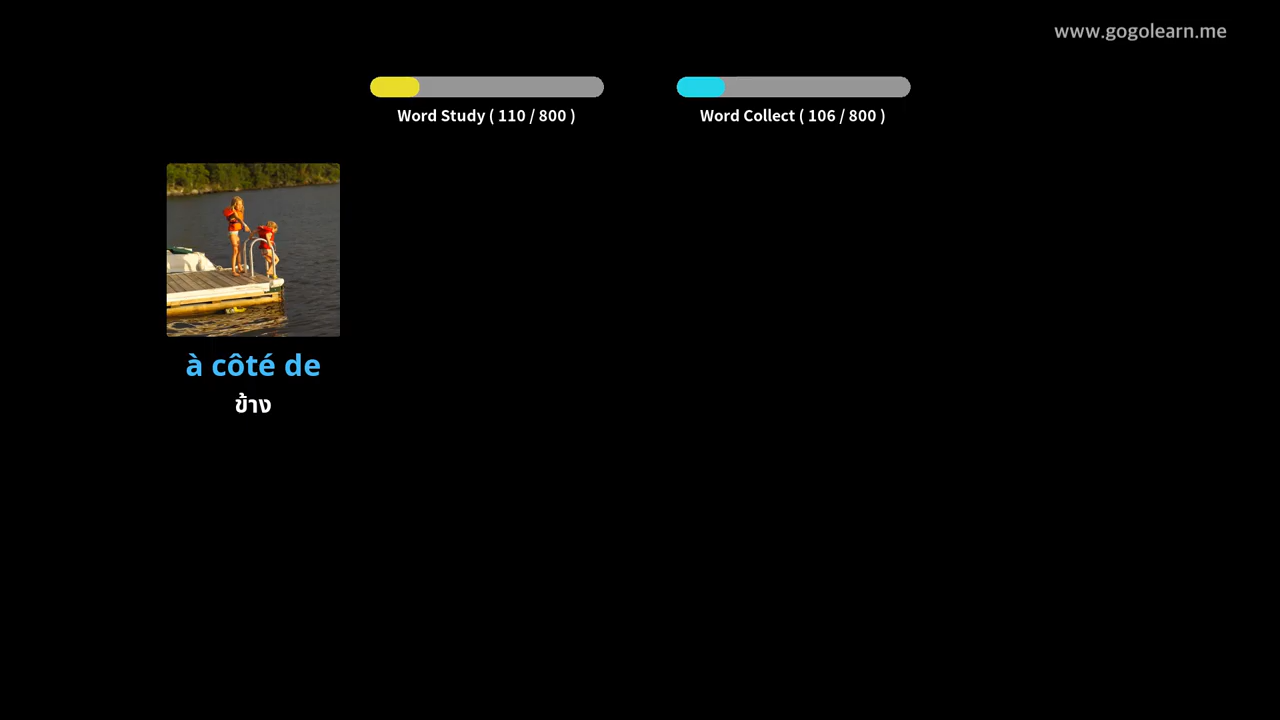 www.gogolearn.me
Word Study ( 110 / 800 )
Word Collect ( 106 / 800 )
à côté de
ข้าง